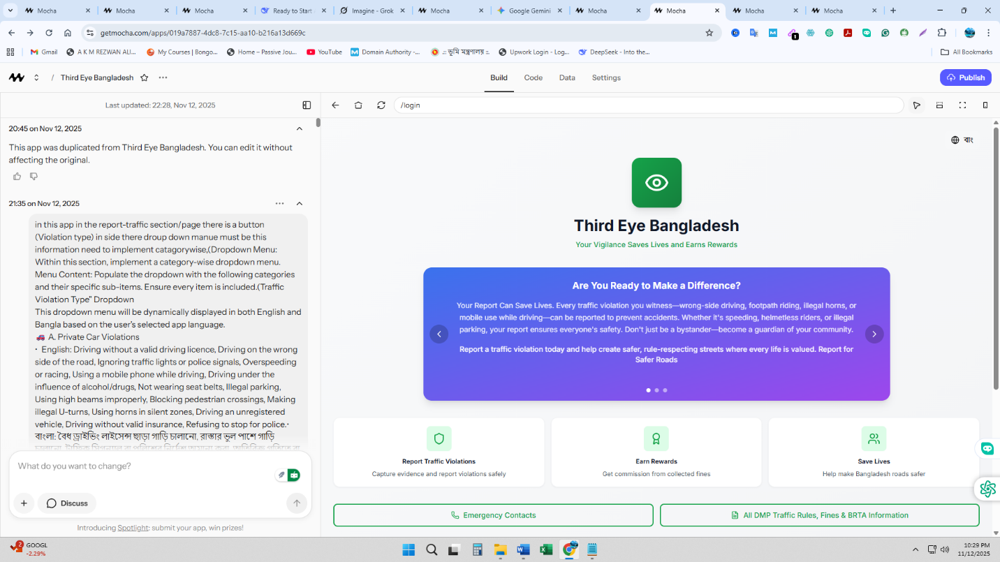 Mocha
Mocha
Mocha
Ready to Start
Imagine - Grok
Mocha
Google Gemini
Mocha
Mocha
Mocha
Mocha
getmocha.com/apps/019a7887-4dc8-7c15-aa10-b216a13d669c
1
Gmail
A K M REZWAN ALI...
My Courses | Bongo...
Home – Passive Jou...
YouTube
Domain Authority -...
.:: ভূমি মন্ত্রণালয় ::.
Upwork Login - Log...
DeepSeek - Into the...
All Bookmarks
/ Third Eye Bangladesh
Build
Code
Data
Settings
Publish
Last updated: 22:28, Nov 12, 2025
/login
20:45 on Nov 12, 2025
This app was duplicated from Third Eye Bangladesh. You can edit it without
affecting the original.
21:35 on Nov 12, 2025
in this app in the report-traffic section/page there is a button
(Violation type) in side there droup down manue must be this
information need to implement catagorywise,(Dropdown Menu:
Within this section, implement a category-wise dropdown menu.
Menu Content: Populate the dropdown with the following categories
and their specific sub-items. Ensure every item is included.(Traffic
Violation Type" Dropdown
This dropdown menu will be dynamically displayed in both English and
Bangla based on the user’s selected app language.
🚗 A. Private Car Violations
• English: Driving without a valid driving licence, Driving on the wrong
side of the road, Ignoring traffic lights or police signals, Overspeeding
or racing, Using a mobile phone while driving, Driving under the
influence of alcohol/drugs, Not wearing seat belts, Illegal parking,
Using high beams improperly, Blocking pedestrian crossings, Making
illegal U-turns, Using horns in silent zones, Driving an unregistered
vehicle, Driving without valid insurance, Refusing to stop for police.•
বাংলা: বৈধ ড্রাইভিং লাইসেন্স ছাড়া গাড়ি চালানো, রাস্তার ভুল পাশে গাড়ি
What do you want to change?
Discuss
Introducing Spotlight: submit your app, win prizes!
বাং
Third Eye Bangladesh
Your Vigilance Saves Lives and Earns Rewards
Are You Ready to Make a Difference?
Your Report Can Save Lives. Every traffic violation you witness—wrong-side driving, footpath riding, illegal horns, or
mobile use while driving—can be reported to prevent accidents. Whether it's speeding, helmetless riders, or illegal
parking, your report ensures everyone's safety. Don't just be a bystander—become a guardian of your community.
Report a traffic violation today and help create safer, rule-respecting streets where every life is valued. Report for
Safer Roads
Report Traffic Violations
Capture evidence and report violations safely
Earn Rewards
Get commission from collected fines
Save Lives
Help make Bangladesh roads safer
Emergency Contacts
All DMP Traffic Rules, Fines & BRTA Information
2
GOOGL
-2.29%
10:29 PM
11/12/2025